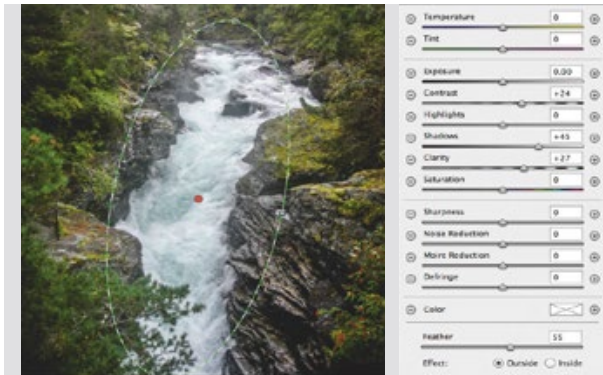 Temperature 0
Tint 0
Exposure 0.00
Contrast +24
Highlights 0
Shadows +45
Clarity +27
Saturation 0
Sharpness 0
Noise Reduction 0
Moire Reduction 0
Defringe 0
Color
Feather 55
Effect: Outside Inside